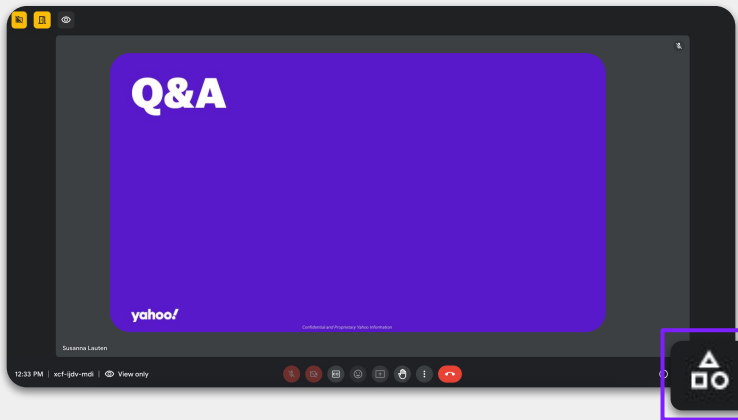 Q&A
yahoo!
Confidential and Proprietary Yahoo Information
Susanna Lauten
12:33 PM | xcf-ijdv-mdi | View only